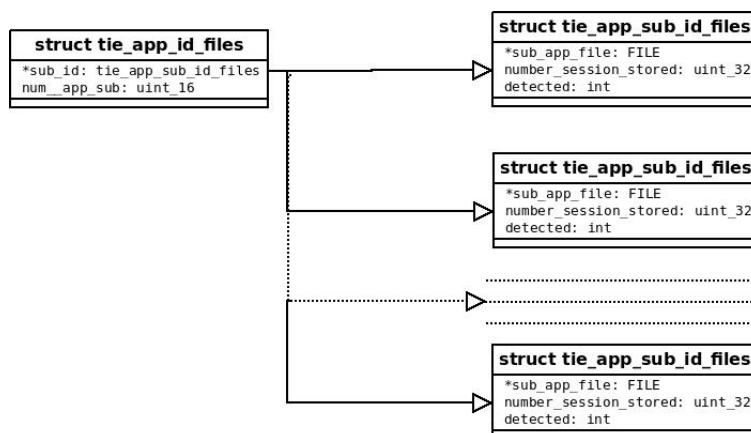 struct tie_app_id_files
*sub_id: tie_app_sub_id_files
num__app_sub: uint_16
struct tie_app_sub_id_files
*sub_app_file: FILE
number_session_stored: uint_32
detected: int
struct tie_app_sub_id_files
*sub_app_file: FILE
number_session_stored: uint_32
detected: int
struct tie_app_sub_id_files
*sub_app_file: FILE
number_session_stored: uint_32
detected: int